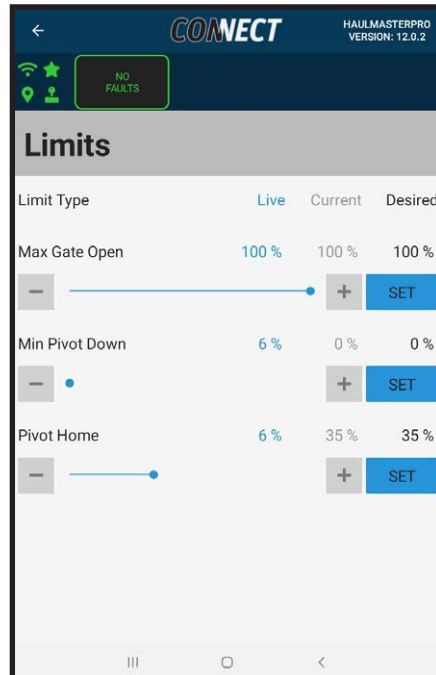 CONNECT
HAULMASTERPRO
VERSION: 12.0.2
NO
FAULTS
Limits
Limit Type Live Current Desired
Max Gate Open 100 % 100 % 100 %
− + SET
Min Pivot Down 6 % 0 % 0 %
− + SET
Pivot Home 6 % 35 % 35 %
− + SET